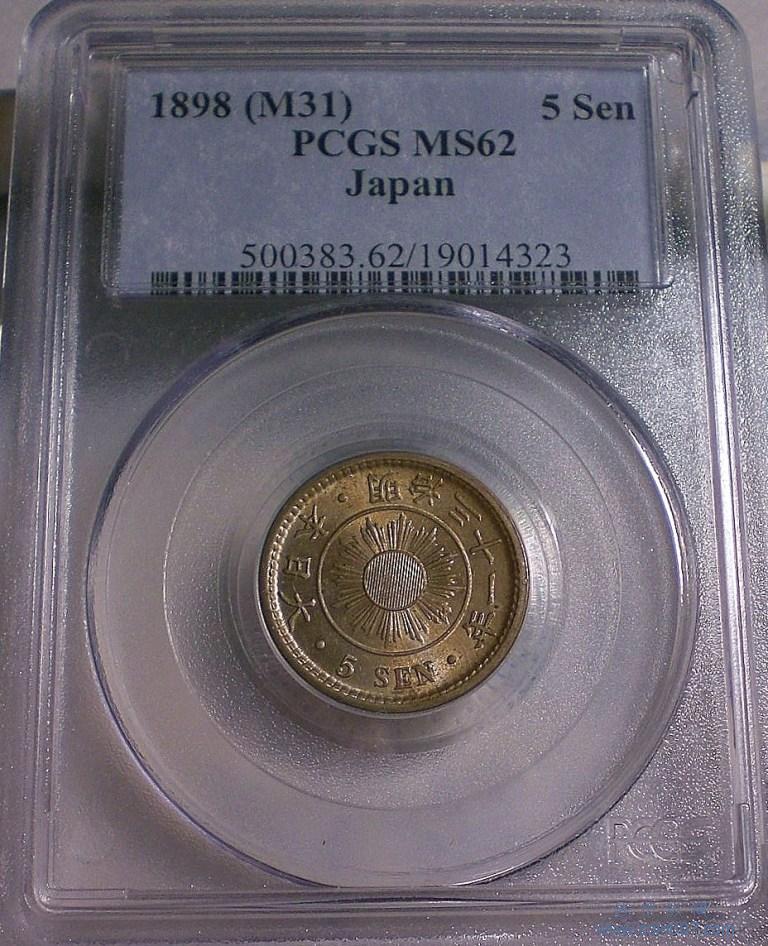 1898 (M31) 5 Sen
PCGS MS62
Japan
500383.62/19014323
大日本 · 明治三十一年 · 5 SEN ·
PCGS